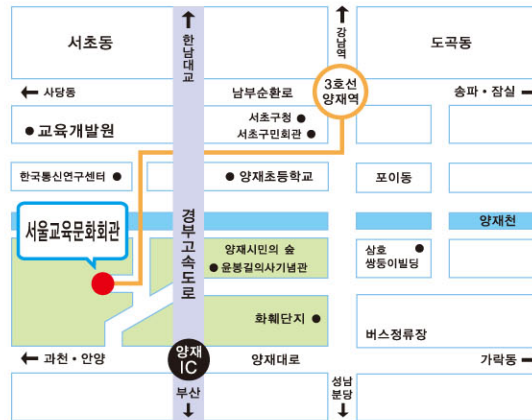 서초동
한남대교
강남역
도곡동
사당동
남부순환로
3호선
양재역
송파·잠실
교육개발원
서초구청
서초구민회관
한국통신연구센터
양재초등학교
포이동
서울교육문화회관
경부고속도로
양재천
양재시민의 숲
윤봉길의사기념관
삼호
쌍둥이빌딩
화훼단지
버스정류장
과천·안양
양재
IC
양재대로
가락동
부산
성남
분당